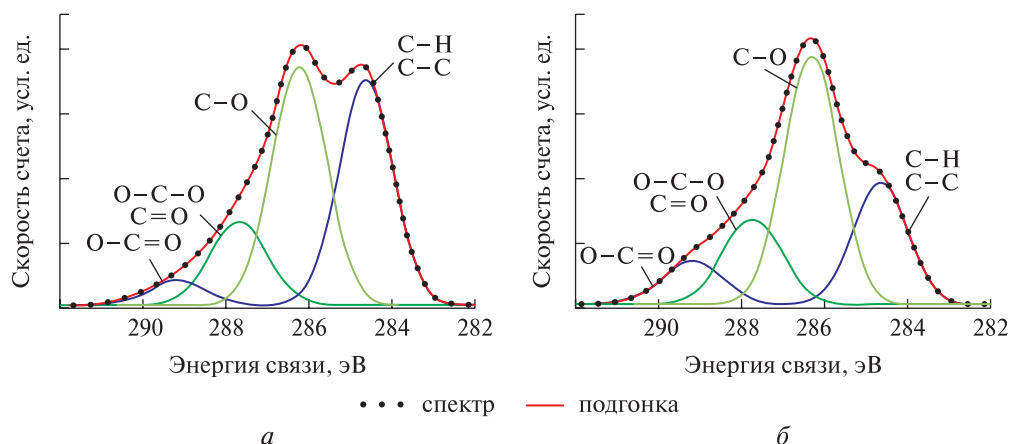 Скорость счета, усл. ед.
C–H
C–C
C–O
O–C–O
C=O
O–C=O
290
288
286
284
282
Энергия связи, эВ
Скорость счета, усл. ед.
C–O
C–H
C–C
O–C–O
C=O
O–C=O
290
288
286
284
282
Энергия связи, эВ
спектр
подгонка
а
б